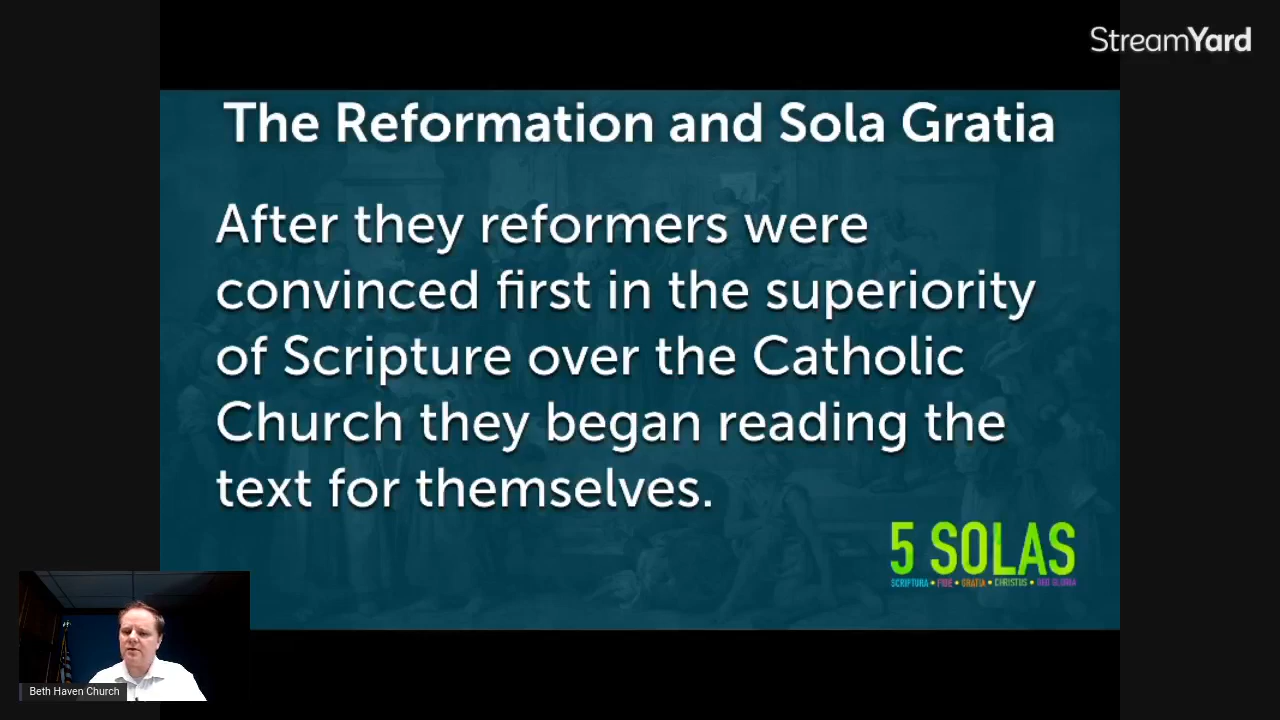 StreamYard
The Reformation and Sola Gratia
After they reformers were
convinced first in the superiority
of Scripture over the Catholic
Church they began reading the
text for themselves.
5 SOLAS
SCRIPTURA • FIDE • GRATIA • CHRISTUS • DEO GLORIA
Beth Haven Church